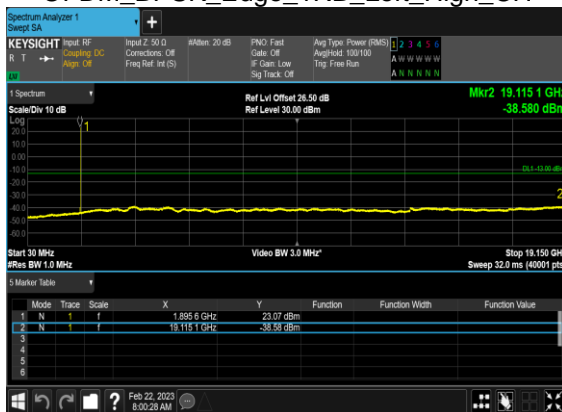 Spectrum Analyzer 1
Swept SA
+
KEYSIGHT Input: RF
R T Coupling: DC
Align: Off
LU
Input Z: 50 Ω
Corrections: Off
Freq Ref: Int (S)
#Atten: 20 dB
PNO: Fast
Gate: Off
IF Gain: Low
Sig Track: Off
Avg Type: Power (RMS)
Avg|Hold: 100/100
Trig: Free Run
1 2 3 4 5 6
A W W W W W
A N N N N N
1 Spectrum
Scale/Div 10 dB
Ref Lvl Offset 26.50 dB
Ref Level 30.00 dBm
Mkr2 19.115 1 GHz
-38.580 dBm
Log
20.0
10.0
0.00
-10.0
-20.0
-30.0
-40.0
-50.0
-60.0
1
DL1 -13.00 dBm
2
Start 30 MHz
#Res BW 1.0 MHz
Video BW 3.0 MHz*
Stop 19.150 GHz
Sweep 32.0 ms (40001 pts)
5 Marker Table
Mode Trace Scale X Y Function Function Width Function Value
1 N 1 f 1.895 6 GHz 23.07 dBm
2 N 1 f 19.115 1 GHz -38.58 dBm
3
4
5
6
?
Feb 22, 2023
8:00:28 AM